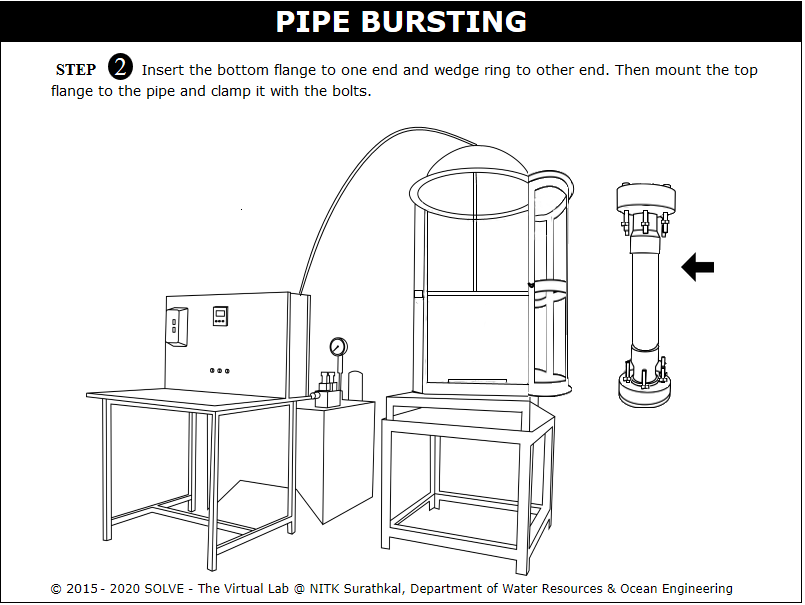 PIPE BURSTING
STEP 2 Insert the bottom flange to one end and wedge ring to other end. Then mount the top
flange to the pipe and clamp it with the bolts.
© 2015 - 2020 SOLVE - The Virtual Lab @ NITK Surathkal, Department of Water Resources & Ocean Engineering